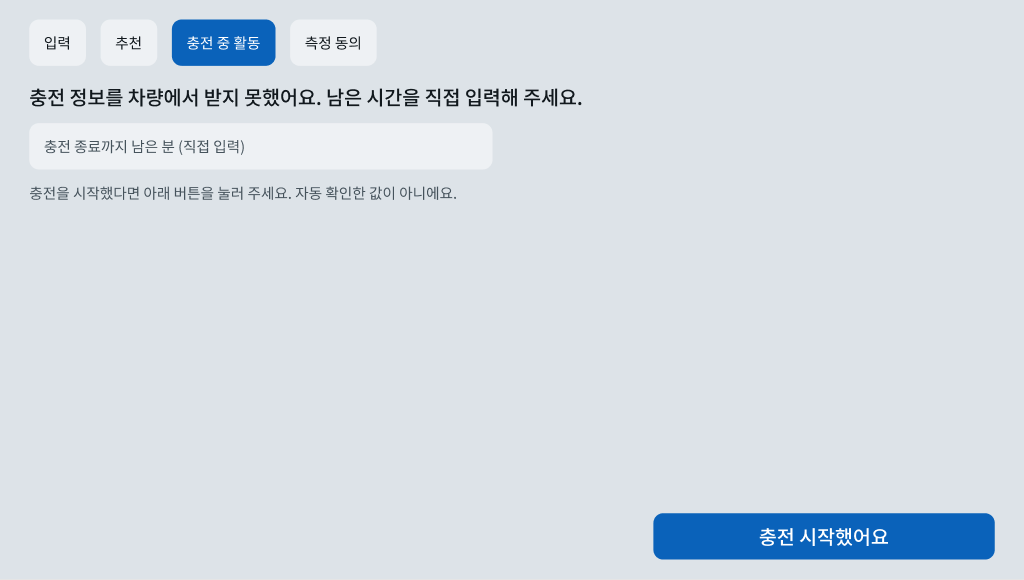 입력
추천
충전 중 활동
측정 동의
충전 정보를 차량에서 받지 못했어요. 남은 시간을 직접 입력해 주세요.
충전 종료까지 남은 분 (직접 입력)
충전을 시작했다면 아래 버튼을 눌러 주세요. 자동 확인한 값이 아니에요.
충전 시작했어요